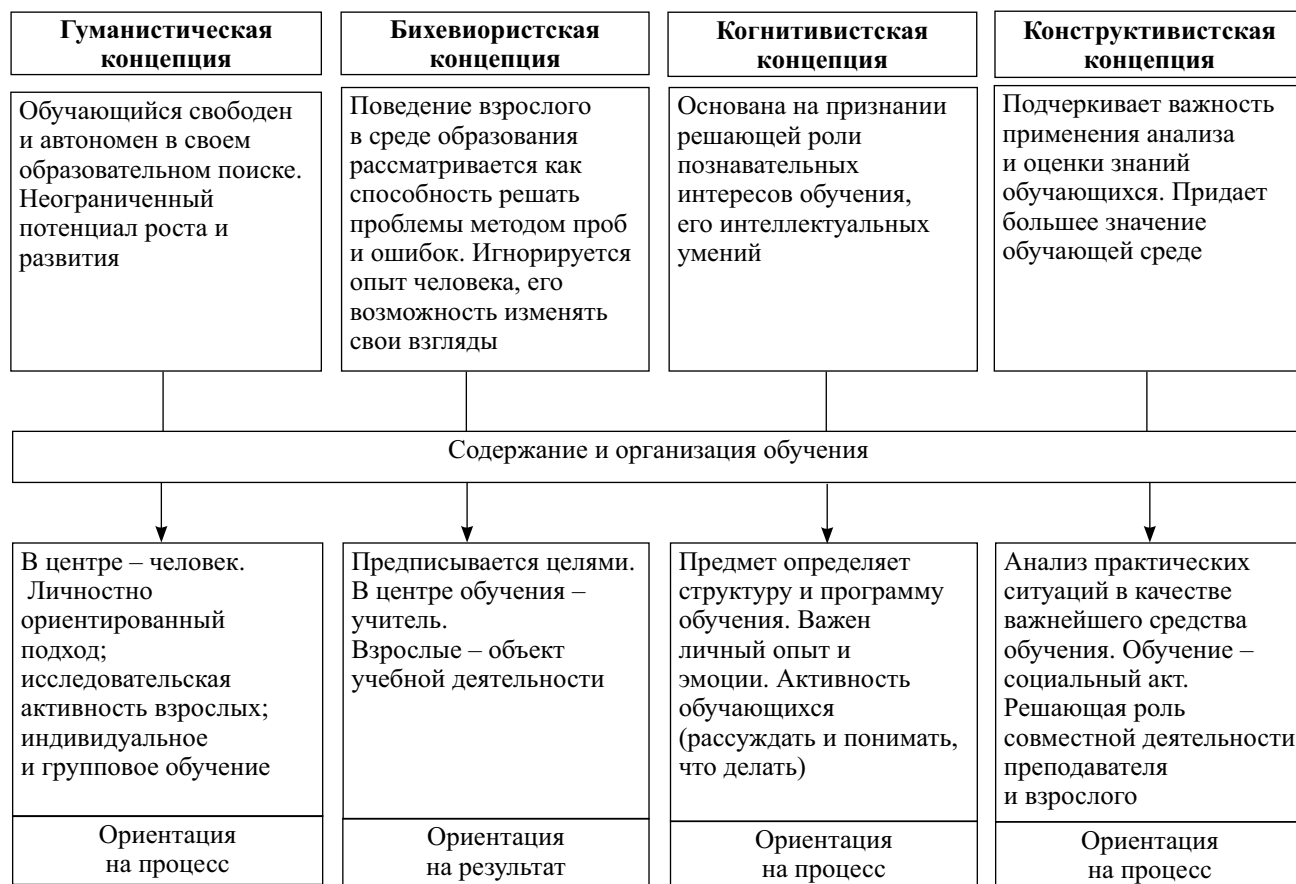 Гуманистическая
концепция
Бихевиористская
концепция
Когнитивистская
концепция
Конструктивистская
концепция
Обучающийся свободен
и автономен в своем
образовательном поиске.
Неограниченный
потенциал роста и
развития
Поведение взрослого
в среде образования
рассматривается как
способность решать
проблемы методом проб
и ошибок. Игнорируется
опыт человека, его
возможность изменять
свои взгляды
Основана на признании
решающей роли
познавательных
интересов обучения,
его интеллектуальных
умений
Подчеркивает важность
применения анализа
и оценки знаний
обучающихся. Придает
большее значение
обучающей среде
Содержание и организация обучения
В центре – человек.
Личностно
ориентированный
подход;
исследовательская
активность взрослых;
индивидуальное
и групповое обучение
Предписывается целями.
В центре обучения –
учитель.
Взрослые – объект
учебной деятельности
Предмет определяет
структуру и программу
обучения. Важен
личный опыт и
эмоции. Активность
обучающихся
(рассуждать и понимать,
что делать)
Анализ практических
ситуаций в качестве
важнейшего средства
обучения. Обучение –
социальный акт.
Решающая роль
совместной деятельности
преподавателя
и взрослого
Ориентация
на процесс
Ориентация
на результат
Ориентация
на процесс
Ориентация
на процесс